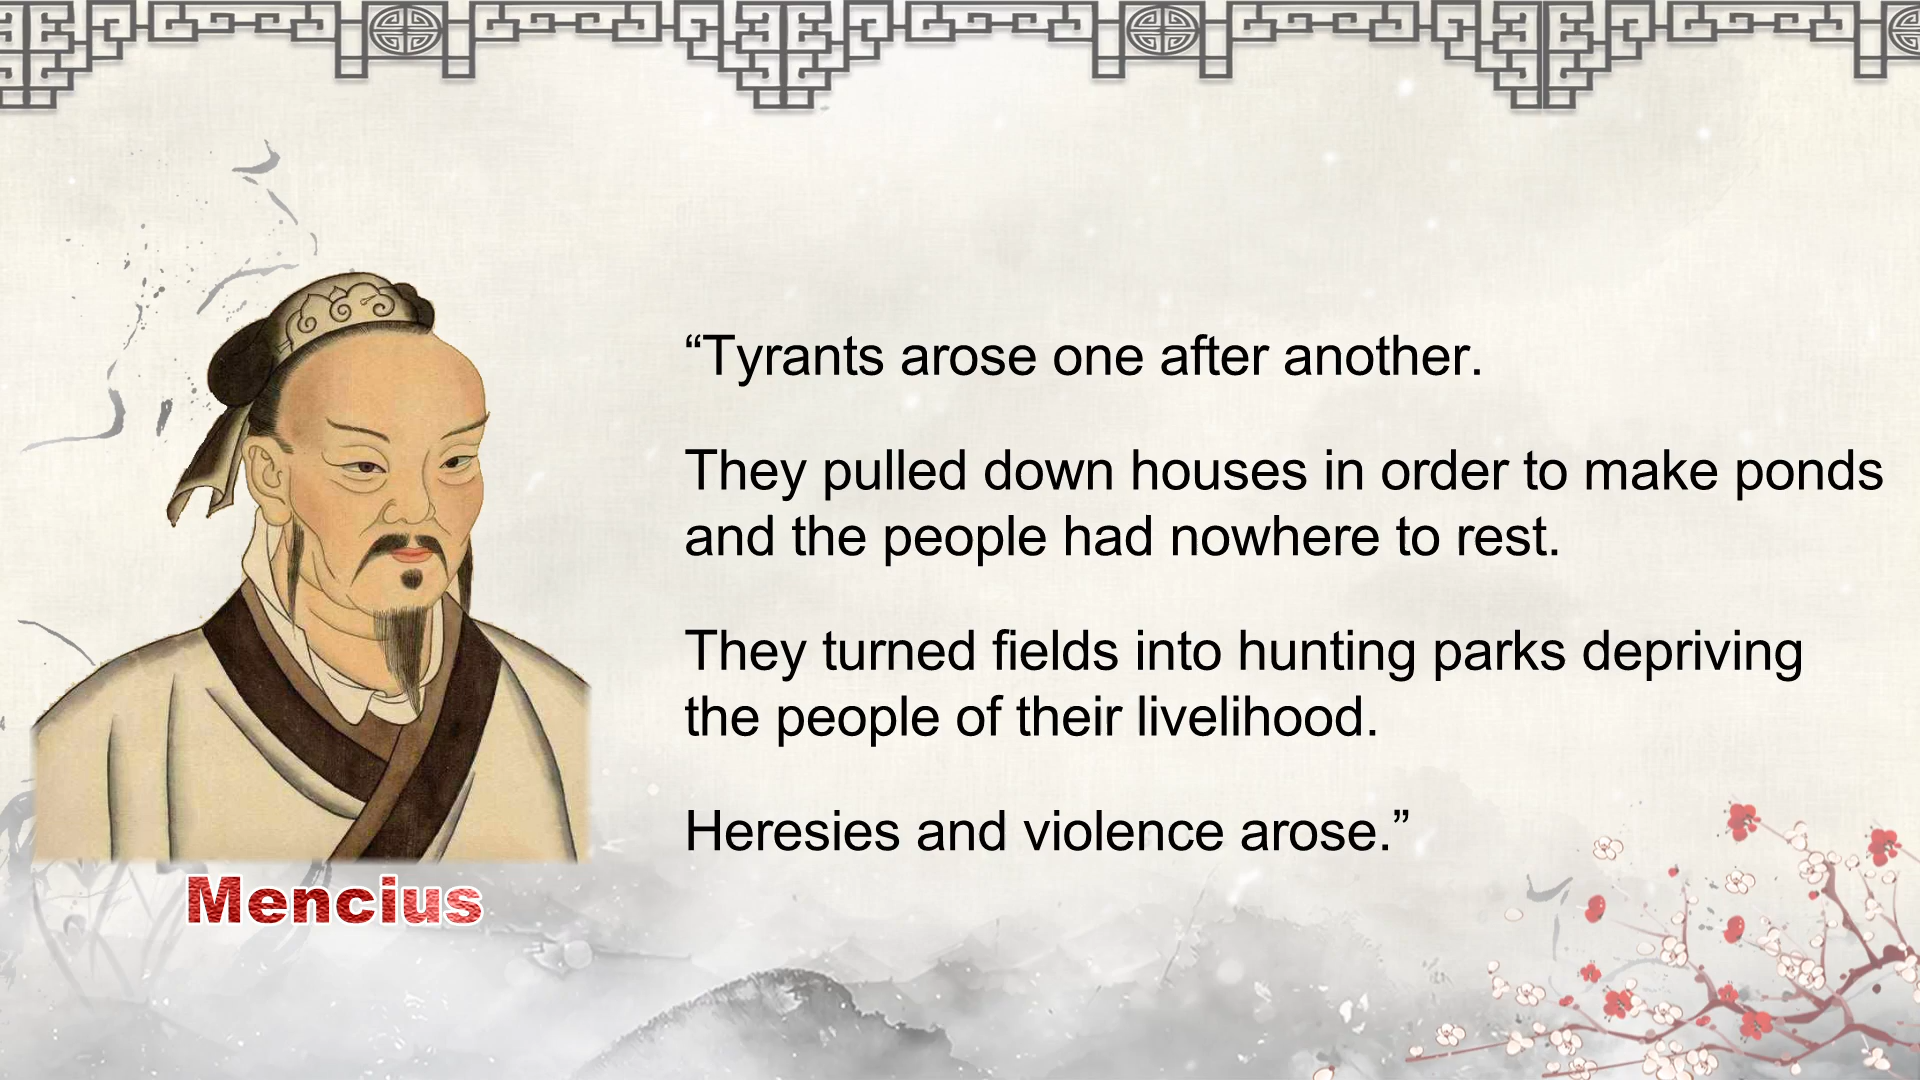 “Tyrants arose one after another.
They pulled down houses in order to make ponds
and the people had nowhere to rest.
They turned fields into hunting parks depriving
the people of their livelihood.
Heresies and violence arose.”
Mencius